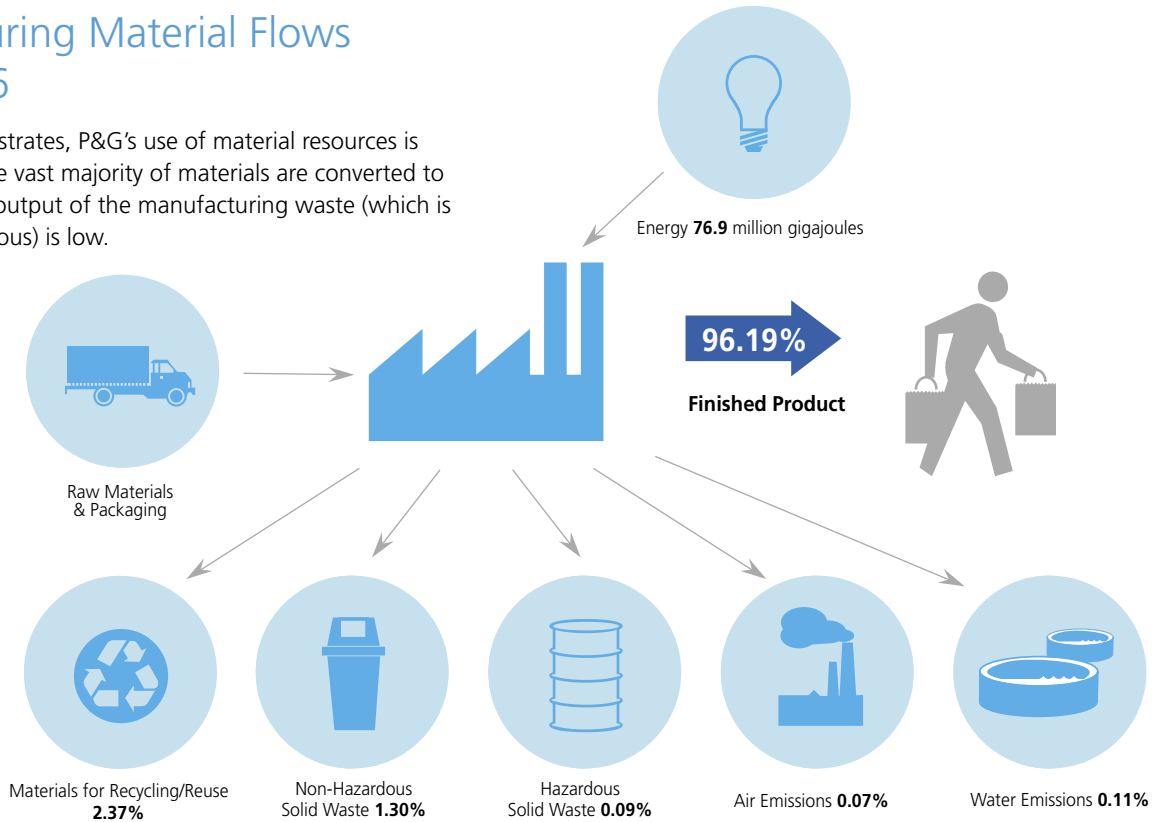 uring Material Flows
strates, P&G's use of material resources is
e vast majority of materials are converted to
output of the manufacturing waste (which is
ous) is low.
Energy 76.9 million gigajoules
96.19%
Finished Product
Raw Materials
& Packaging
Materials for Recycling/Reuse
2.37%
Non-Hazardous
Solid Waste 1.30%
Hazardous
Solid Waste 0.09%
Air Emissions 0.07%
Water Emissions 0.11%